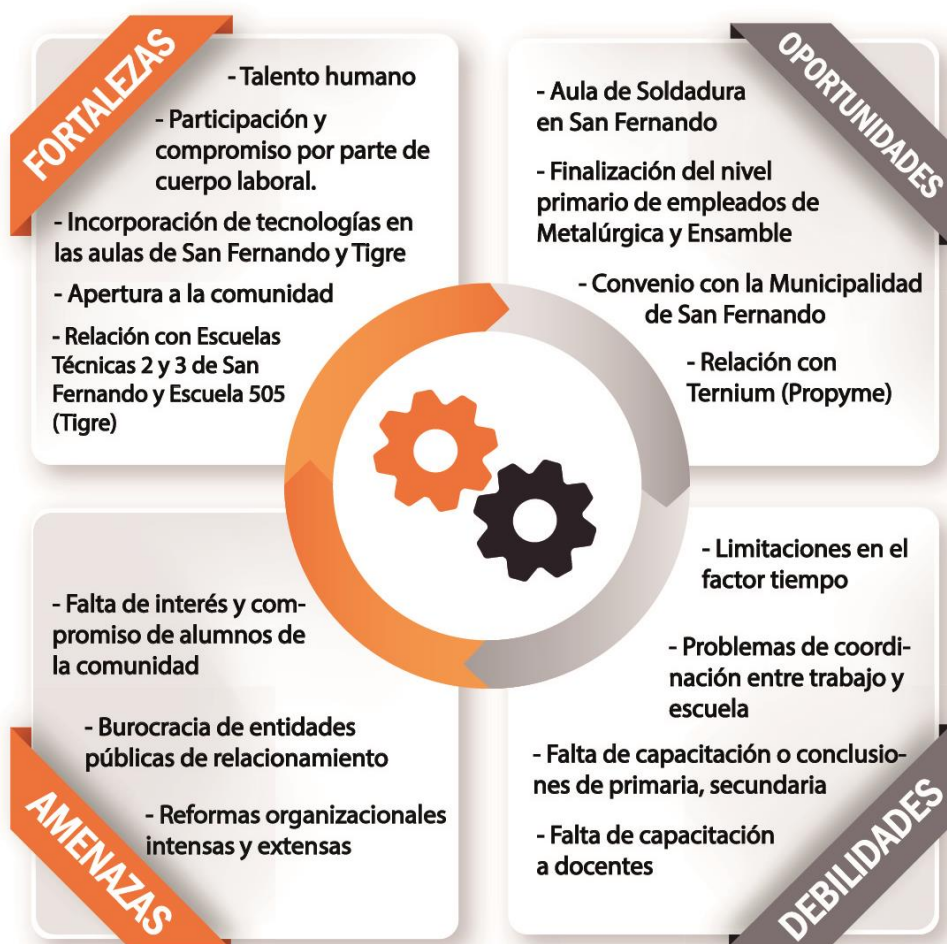 FORTALEZAS
- Talento humano
- Participación y
compromiso por parte de
cuerpo laboral.
- Incorporación de tecnologías en
las aulas de San Fernando y Tigre
- Apertura a la comunidad
- Relación con Escuelas
Técnicas 2 y 3 de San
Fernando y Escuela 505
(Tigre)
OPORTUNIDADES
- Aula de Soldadura
en San Fernando
- Finalización del nivel
primario de empleados de
Metalúrgica y Ensamble
- Convenio con la Municipalidad
de San Fernando
- Relación con
Ternium (Propyme)
- Falta de interés y com-
promiso de alumnos de
la comunidad
- Burocracia de entidades
públicas de relacionamiento
- Reformas organizacionales
intensas y extensas
AMENAZAS
- Limitaciones en el
factor tiempo
- Problemas de coordi-
nación entre trabajo y
escuela
- Falta de capacitación o conclusio-
nes de primaria, secundaria
- Falta de capacitación
a docentes
DEBILIDADES